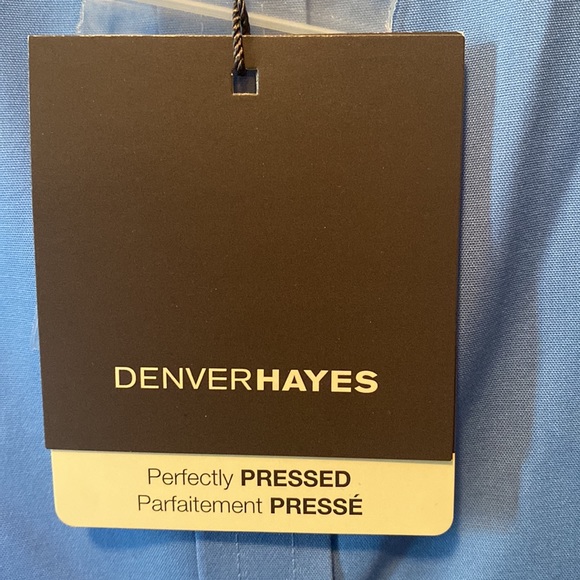 DENVERHAYES
Perfectly PRESSED
Parfaitement PRESSÉ